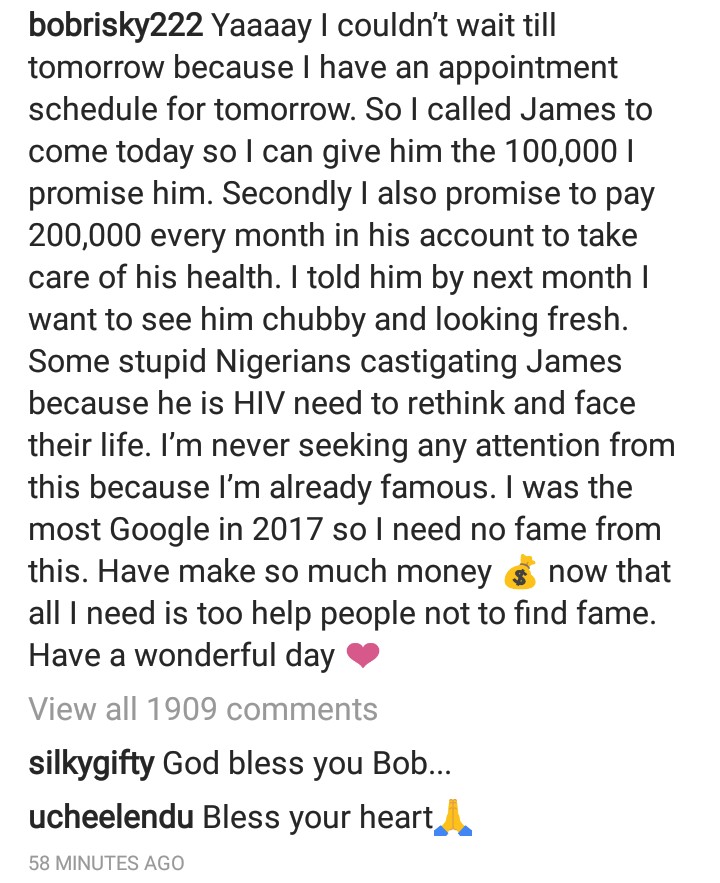 bobrisky222 Yaaaay I couldn't wait till
tomorrow because I have an appointment
schedule for tomorrow. So I called James to
come today so I can give him the 100,000 I
promise him. Secondly I also promise to pay
200,000 every month in his account to take
care of his health. I told him by next month I
want to see him chubby and looking fresh.
Some stupid Nigerians castigating James
because he is HIV need to rethink and face
their life. I'm never seeking any attention from
this because I'm already famous. I was the
most Google in 2017 so I need no fame from
this. Have make so much money 💰 now that
all I need is too help people not to find fame.
Have a wonderful day ❤
View all 1909 comments
silkygifty God bless you Bob...
ucheelendu Bless your heart🙏
58 MINUTES AGO